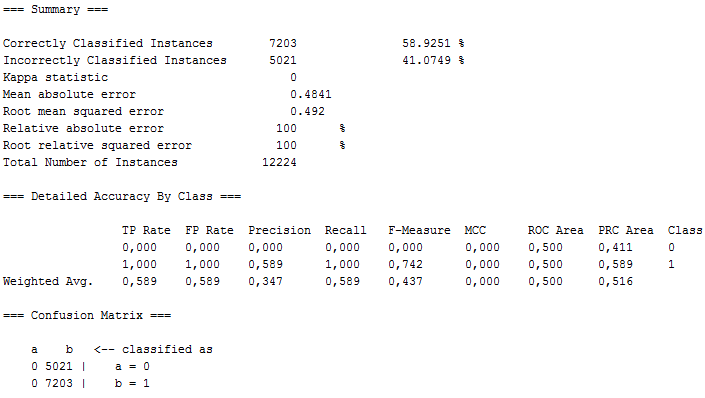 === Summary ===
Correctly Classified Instances 7203 58.9251 %
Incorrectly Classified Instances 5021 41.0749 %
Kappa statistic 0
Mean absolute error 0.4841
Root mean squared error 0.492
Relative absolute error 100 %
Root relative squared error 100 %
Total Number of Instances 12224
=== Detailed Accuracy By Class ===
TP Rate FP Rate Precision Recall F-Measure MCC ROC Area PRC Area Class
0,000 0,000 0,000 0,000 0,000 0,000 0,500 0,411 0
1,000 1,000 0,589 1,000 0,742 0,000 0,500 0,589 1
Weighted Avg. 0,589 0,589 0,347 0,589 0,437 0,000 0,500 0,516
=== Confusion Matrix ===
a b <-- classified as
0 5021 | a = 0
0 7203 | b = 1